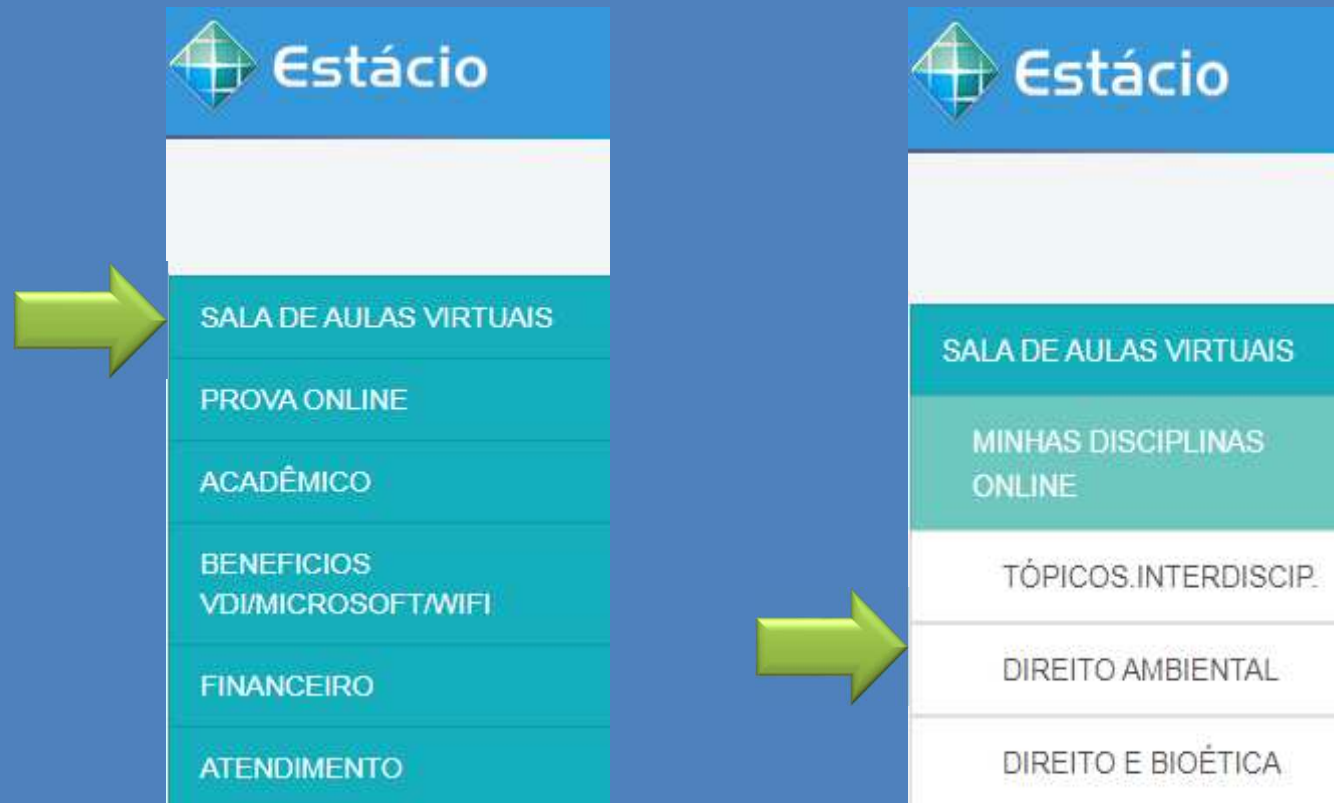 Estácio
SALA DE AULAS VIRTUAIS
PROVA ONLINE
ACADÊMICO
BENEFICIOS
VDI/MICROSOFT/WIFI
FINANCEIRO
ATENDIMENTO
Estácio
SALA DE AULAS VIRTUAIS
MINHAS DISCIPLINAS
ONLINE
TÓPICOS.INTERDISCIP.
DIREITO AMBIENTAL
DIREITO E BIOÉTICA